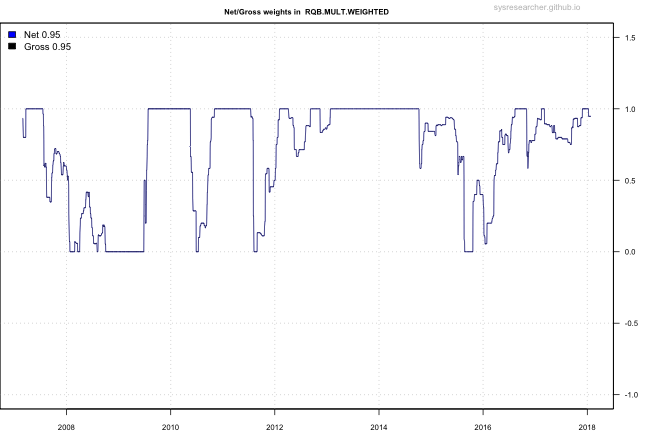 Net/Gross weights in RQB.MULT.WEIGHTED
sysresearcher.github.io
Net 0.95
Gross 0.95
1.5
1.0
0.5
0.0
-0.5
-1.0
2008 2010 2012 2014 2016 2018